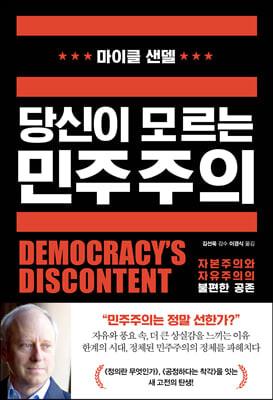 ★★★ 마이클 샌델 ★★★
당신이 모르는
민주주의
김선욱 감수 이경식 옮김
DEMOCRACY'S
DISCONTENT
자본주의와
자유주의의
불편한 공존
“민주주의는 정말 선한가?”
자유와 풍요 속, 더 큰 상실감을 느끼는 이유
한계의 시대, 정체된 민주주의의 정체를 파헤치다
《정의란 무엇인가》, 《공정하다는 착각》을 잇는
새 고전의 탄생!